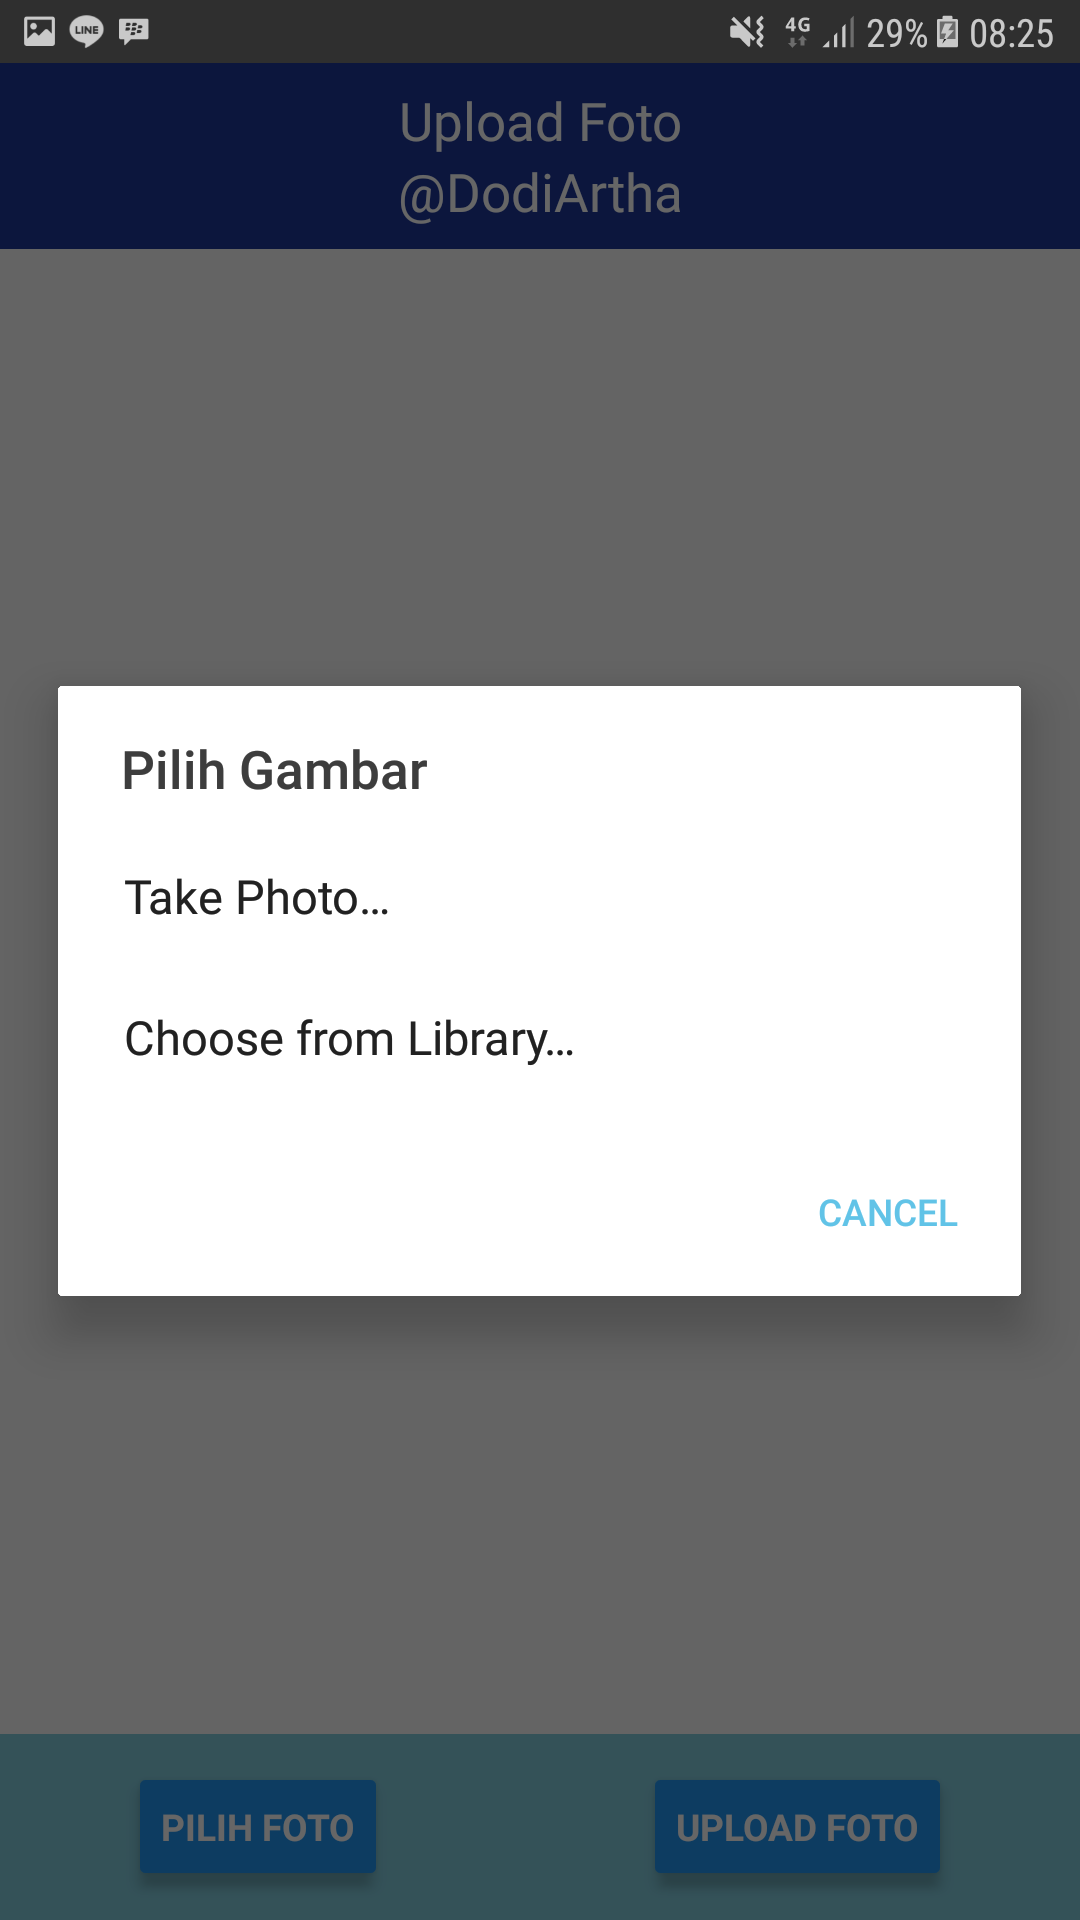 LINE
4G
29%
08:25
Upload Foto
@DodiArtha
Pilih Gambar
Take Photo...
Choose from Library...
CANCEL
PILIH FOTO
UPLOAD FOTO